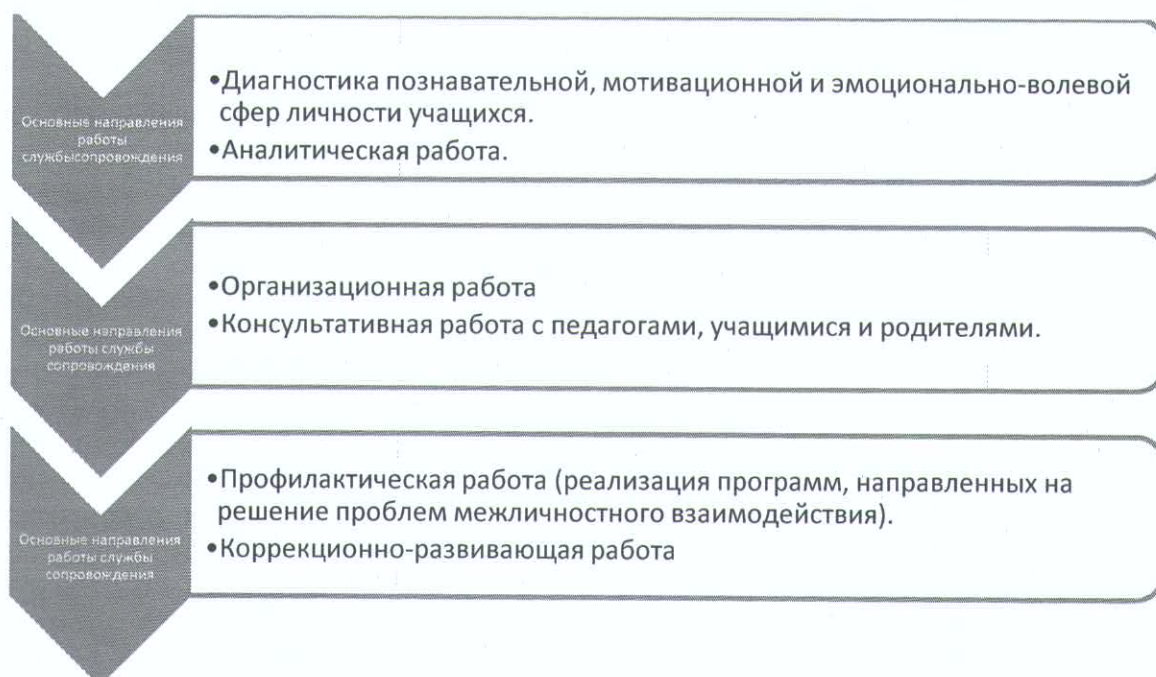 Основные направления
работы
службысопровождения
•Диагностика познавательной, мотивационной и эмоционально-волевой
сфер личности учащихся.
•Аналитическая работа.
Основные направления
работы службы
сопровождения
•Организационная работа
•Консультативная работа с педагогами, учащимися и родителями.
Основные направления
работы службы
сопровождения
•Профилактическая работа (реализация программ, направленных на
решение проблем межличностного взаимодействия).
•Коррекционно-развивающая работа